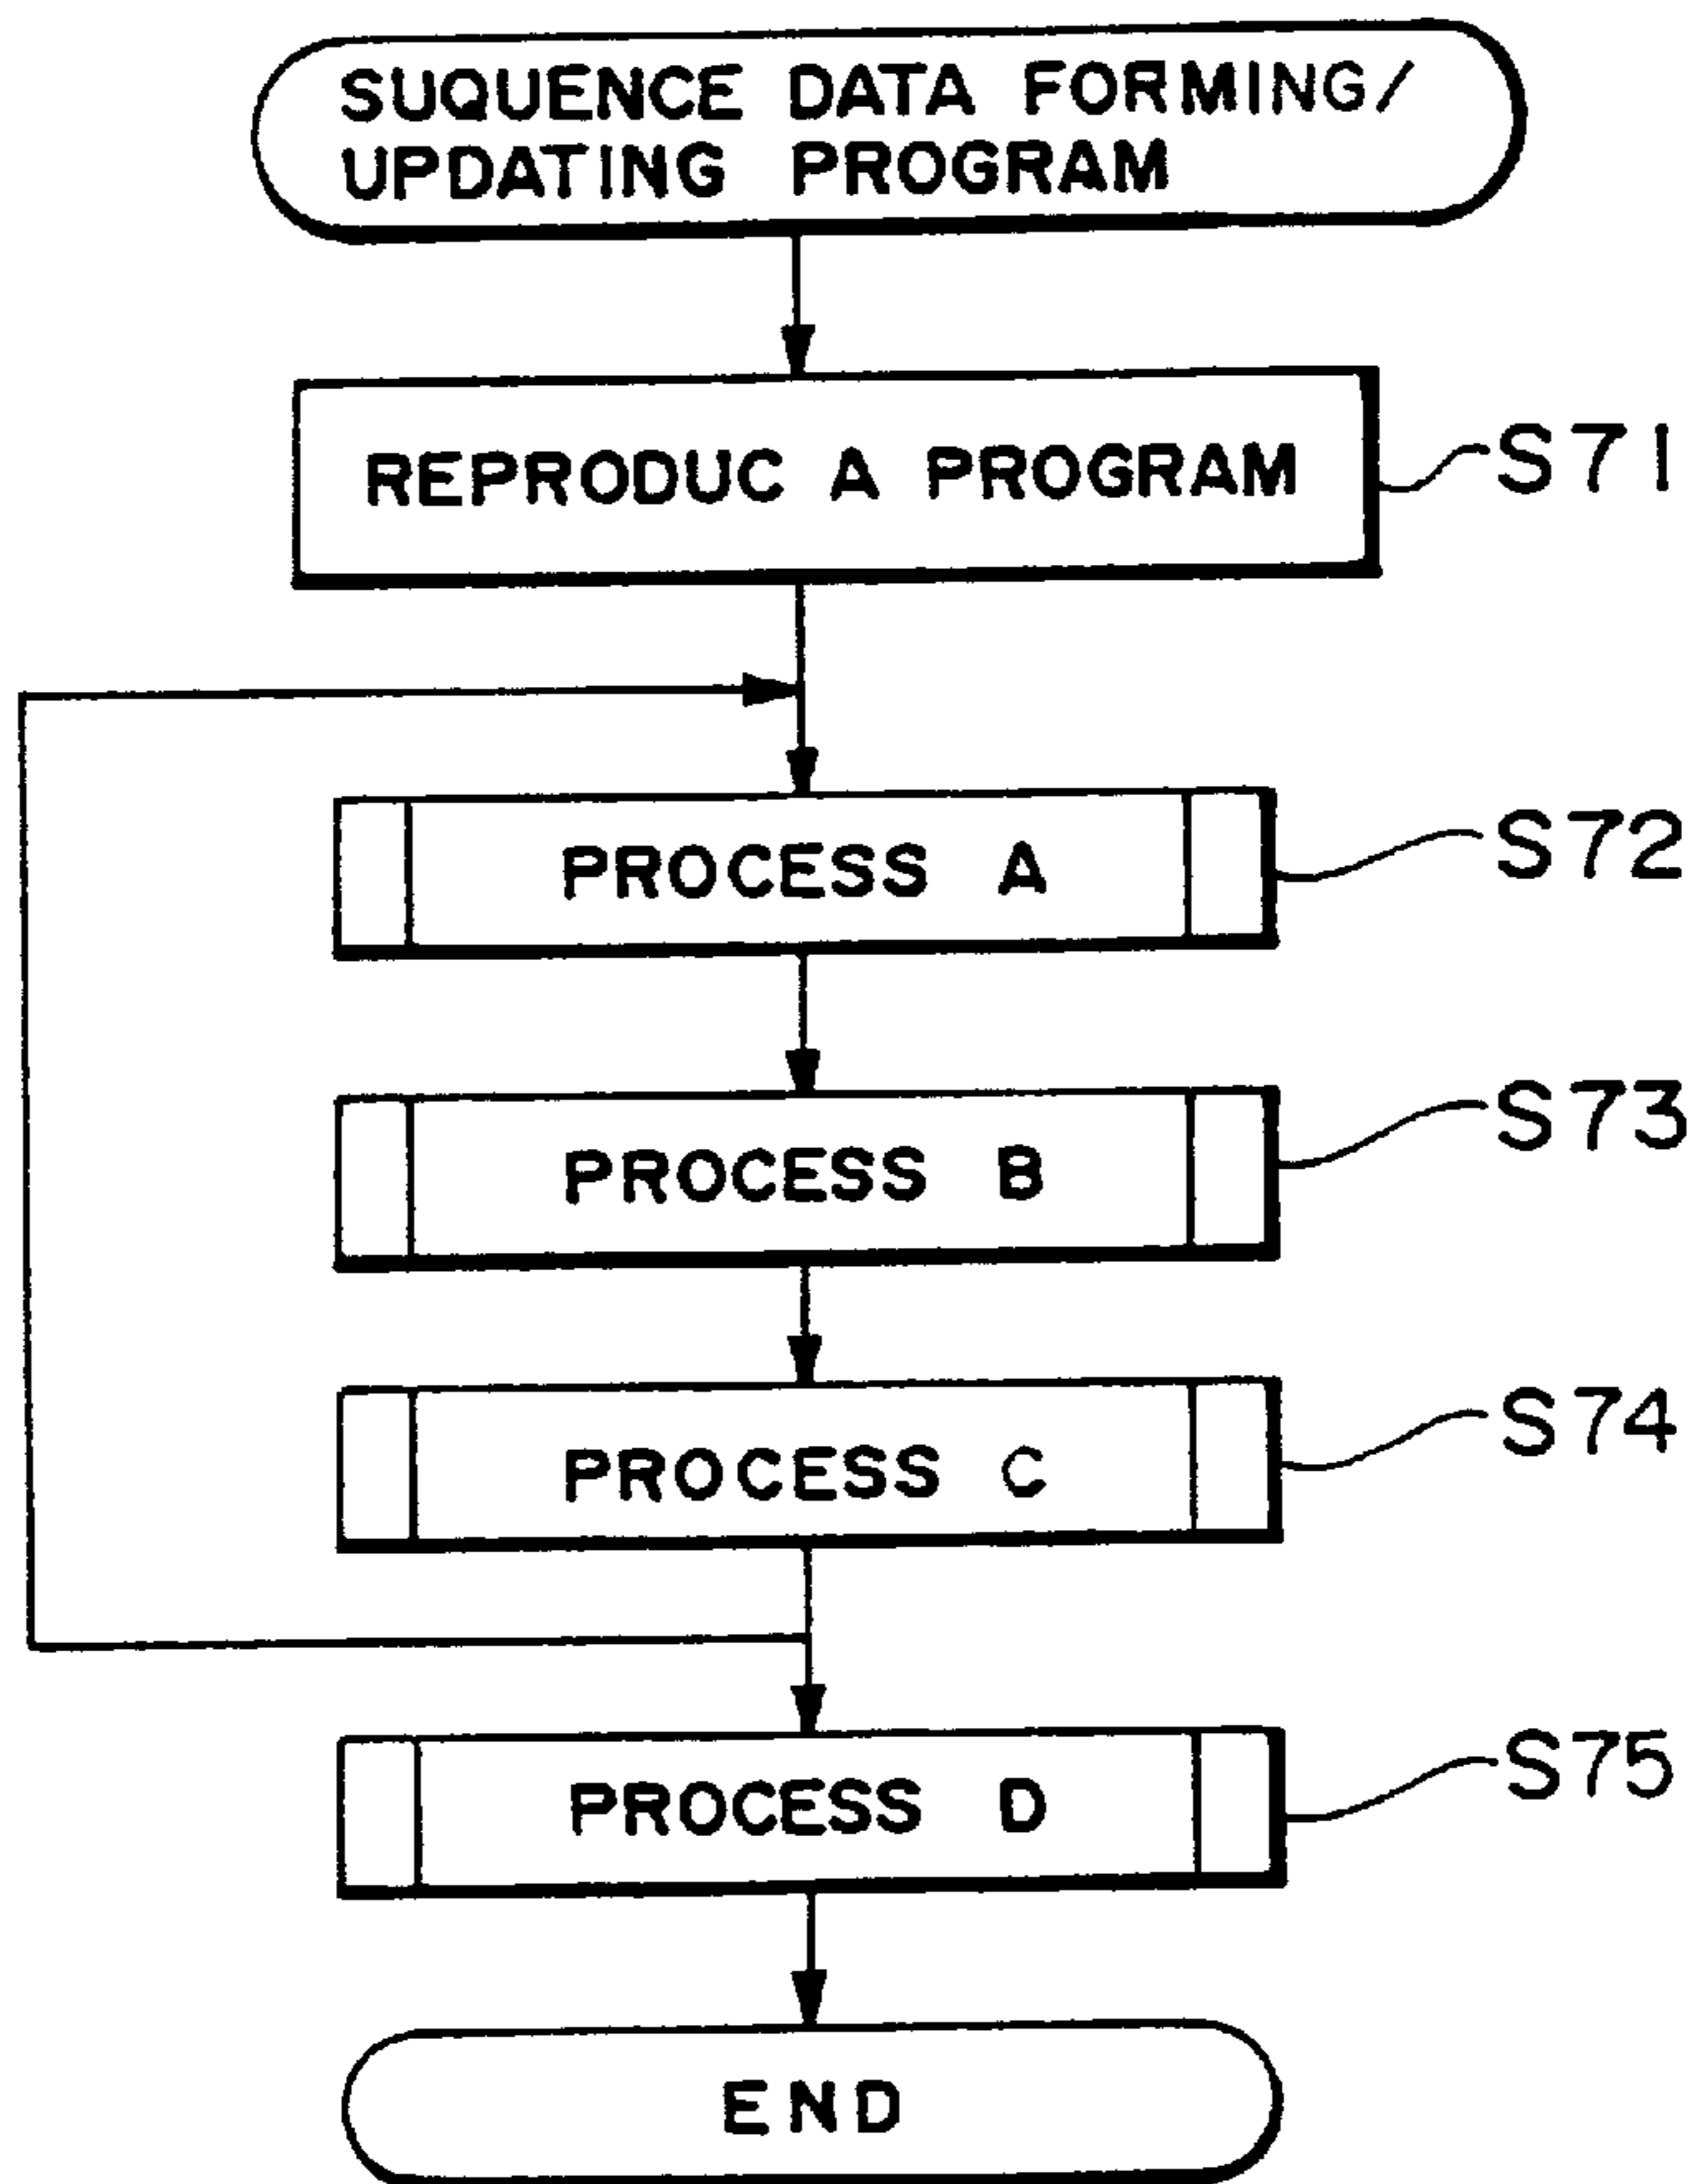 SUQUENCE DATA FORMING/
UPDATING PROGRAM
REPRODUC A PROGRAM
S71
PROCESS A
S72
PROCESS B
S73
PROCESS C
S74
PROCESS D
S75
END